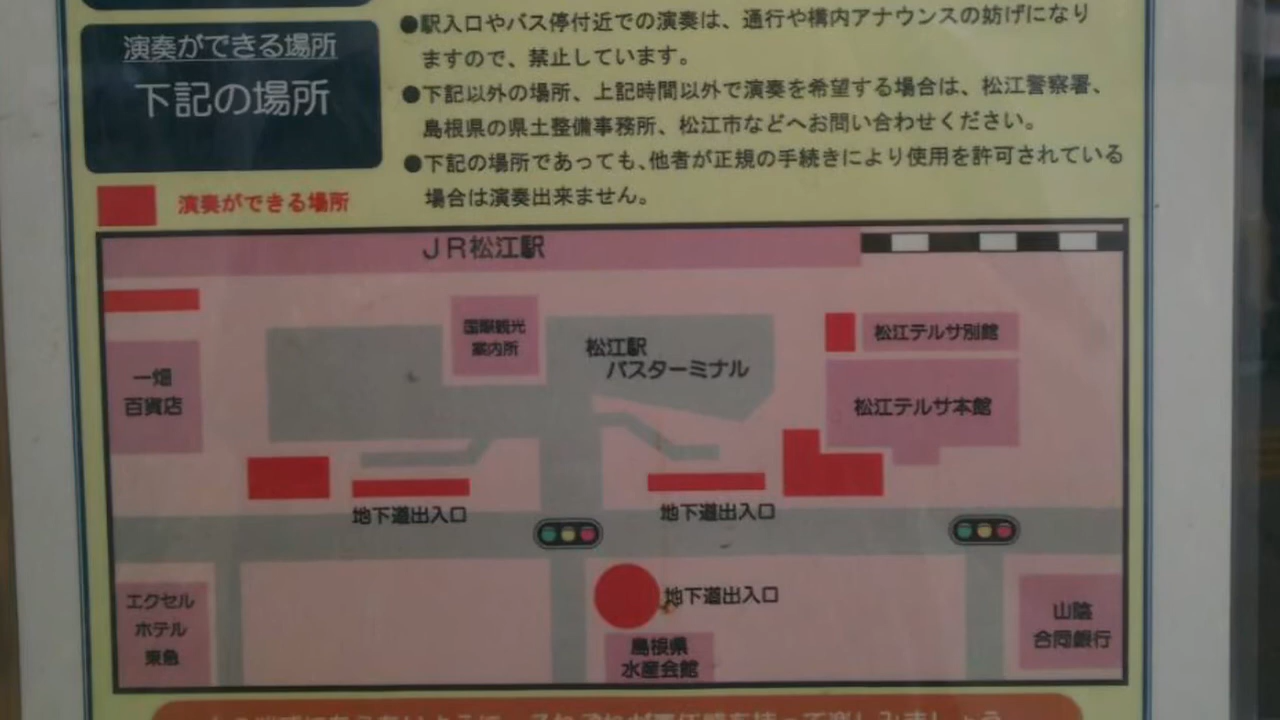 演奏ができる場所
下記の場所
●駅入口やバス停付近での演奏は、通行や構内アナウンスの妨げになり
ますので、禁止しています。
●下記以外の場所、上記時間以外で演奏を希望する場合は、松江警察署、
島根県の県土整備事務所、松江市などへお問い合わせください。
●下記の場所であっても、他者が正規の手続きにより使用を許可されている
場合は演奏出来ません。
演奏ができる場所
ＪＲ松江駅
国際観光
案内所
松江駅
バスターミナル
松江テルサ別館
一畑
百貨店
松江テルサ本館
地下道出入口
地下道出入口
地下道出入口
エクセル
ホテル
東急
島根県
水産会館
山陰
合同銀行